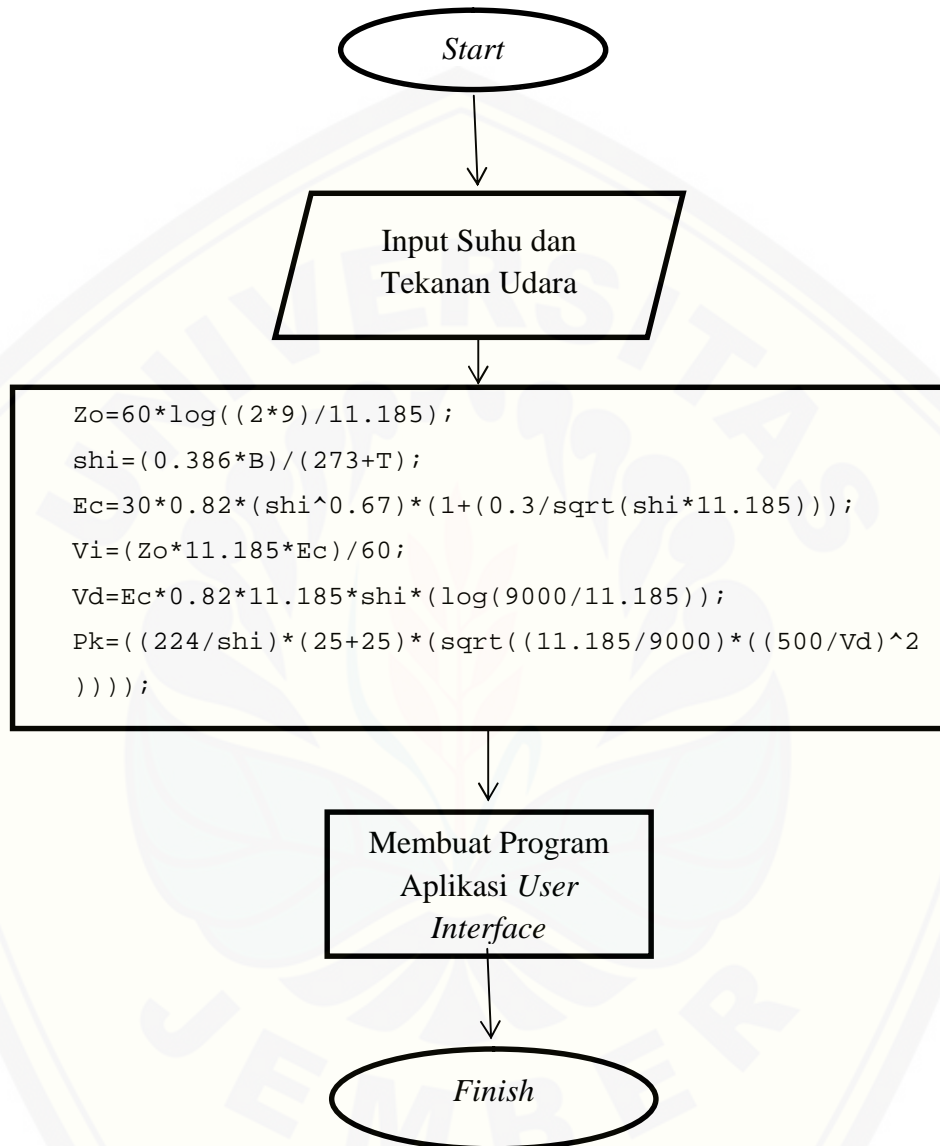 Start
Input Suhu dan
Tekanan Udara
Zo=60*log((2*9)/11.185);
shi=(0.386*B)/(273+T);
Ec=30*0.82*(shi^0.67)*(1+(0.3/sqrt(shi*11.185)));
Vi=(Zo*11.185*Ec)/60;
Vd=Ec*0.82*11.185*shi*(log(9000/11.185));
Pk=((224/shi)*(25+25)*(sqrt((11.185/9000)*((500/Vd)^2
))));
Membuat Program
Aplikasi User
Interface
Finish
UNIVERSITAS
JEMBER